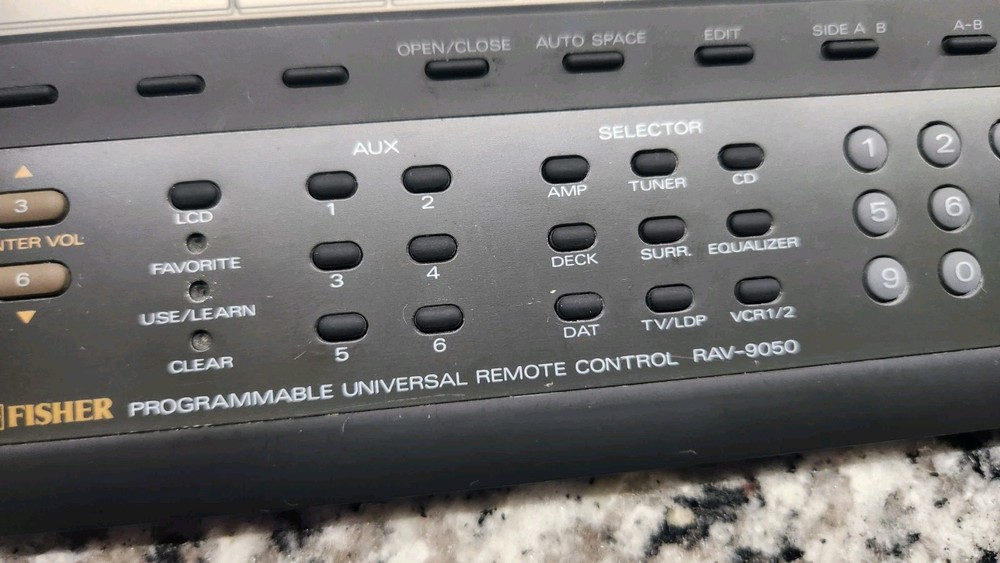 OPEN/CLOSE AUTO SPACE EDIT SIDE A B A-B
AUX SELECTOR
3
NTER VOL
6
LCD
FAVORITE
USE/LEARN
CLEAR
1 2
3 4
5 6
AMP TUNER CD
DECK SURR. EQUALIZER
DAT TV/LDP VCR1/2
1 2
5 6
9 0
FISHER PROGRAMMABLE UNIVERSAL REMOTE CONTROL RAV-9050